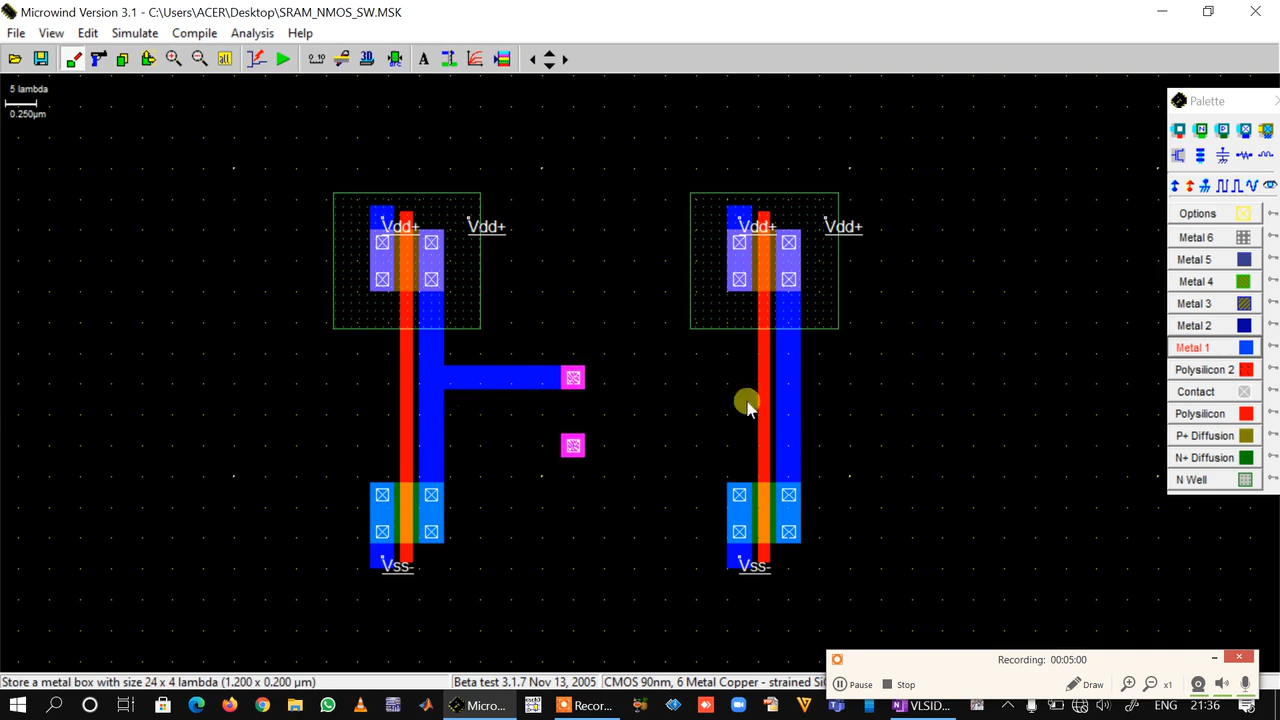 Microwind Version 3.1 - C:\Users\ACER\Desktop\SRAM_NMOS_SW.MSK
File View Edit Simulate Compile Analysis Help
5 lambda
0.250µm
Palette
Options
Metal 6
Metal 5
Metal 4
Metal 3
Metal 2
Metal 1
Polysilicon 2
Contact
Polysilicon
P+ Diffusion
N+ Diffusion
N Well
Vdd+ Vdd+ Vdd+ Vdd+
Vss- Vss-
Recording: 00:05:00
Pause Stop Draw x1
Store a metal box with size 24 x 4 lambda (1.200 x 0.200 µm) Beta test 3.1.7 Nov 13, 2005 CMOS 90nm, 6 Metal Copper - strained
Micro... Recor... VLSID... ENG 21:36